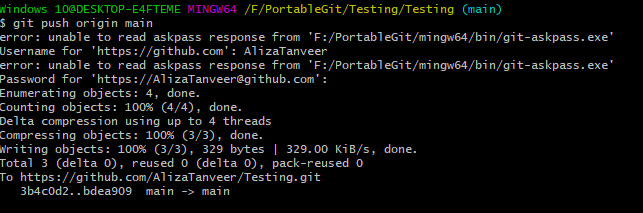 Windows 10@DESKTOP-E4FTEME MINGW64 /F/PortableGit/Testing/Testing (main)
$ git push origin main
error: unable to read askpass response from 'F:/PortableGit/mingw64/bin/git-askpass.exe'
Username for 'https://github.com': AlizaTanveer
error: unable to read askpass response from 'F:/PortableGit/mingw64/bin/git-askpass.exe'
Password for 'https://AlizaTanveer@github.com':
Enumerating objects: 4, done.
Counting objects: 100% (4/4), done.
Delta compression using up to 4 threads
Compressing objects: 100% (3/3), done.
Writing objects: 100% (3/3), 329 bytes | 329.00 KiB/s, done.
Total 3 (delta 0), reused 0 (delta 0), pack-reused 0
To https://github.com/AlizaTanveer/Testing.git
   3b4c0d2..bdea909  main -> main